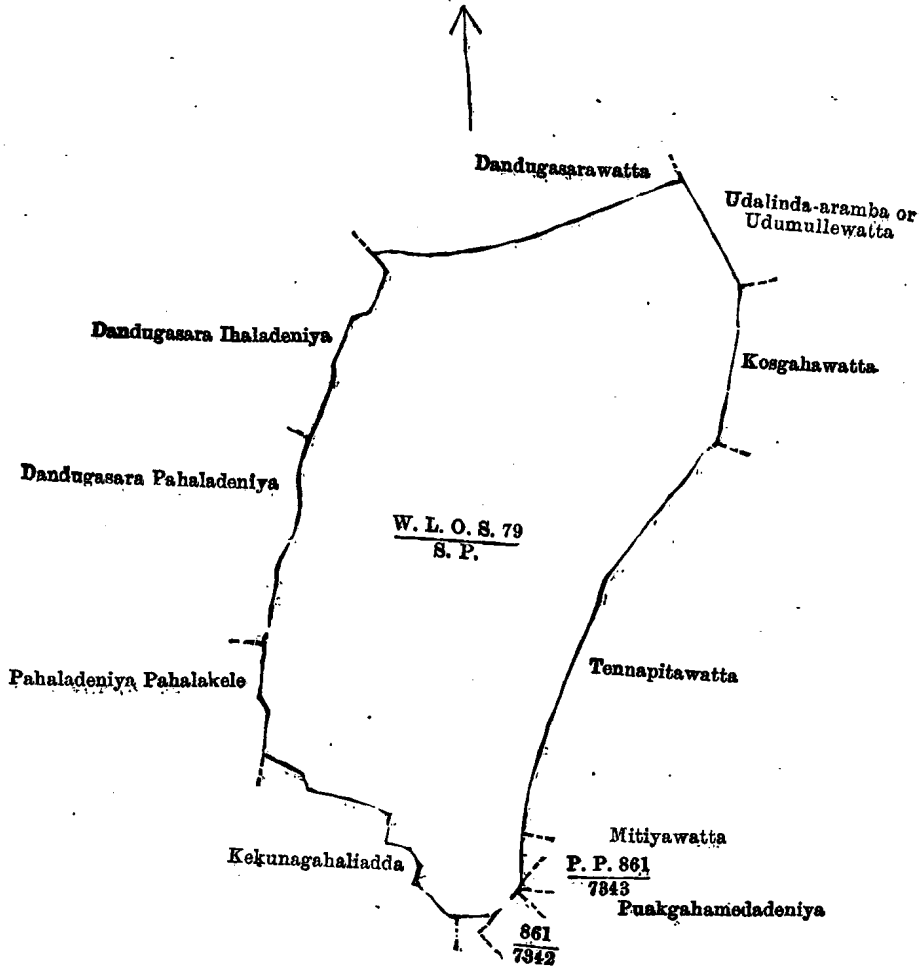 Dandugasarawatta
Udalinda-aramba or
Udumullewatta
Dandugasara Ihaladeniya
Kosgahawatta
Dandugasara Pahaladeniya
W. L. O. S. 79
S. P.
Tennapitawatta
Pahaladeniya Pahalakele
Mitiyawatta
Kekunagahaliadda
P. P. 861
7343
Puakgahamedadeniya
861
7342